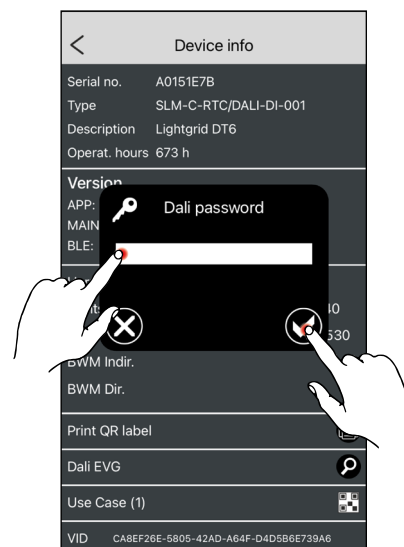 Device info
Serial no. A0151E7B
Type SLM-C-RTC/DALI-DI-001
Description Lightgrid DT6
Operat. hours 673 h
Version
APP:
Dali password
MAIN
BLE:
40
530
BWM Indir.
BWM Dir.
Print QR label
Dali EVG
Use Case (1)
VID CA8EF26E-5805-42AD-A64F-D4D5B6E739A6